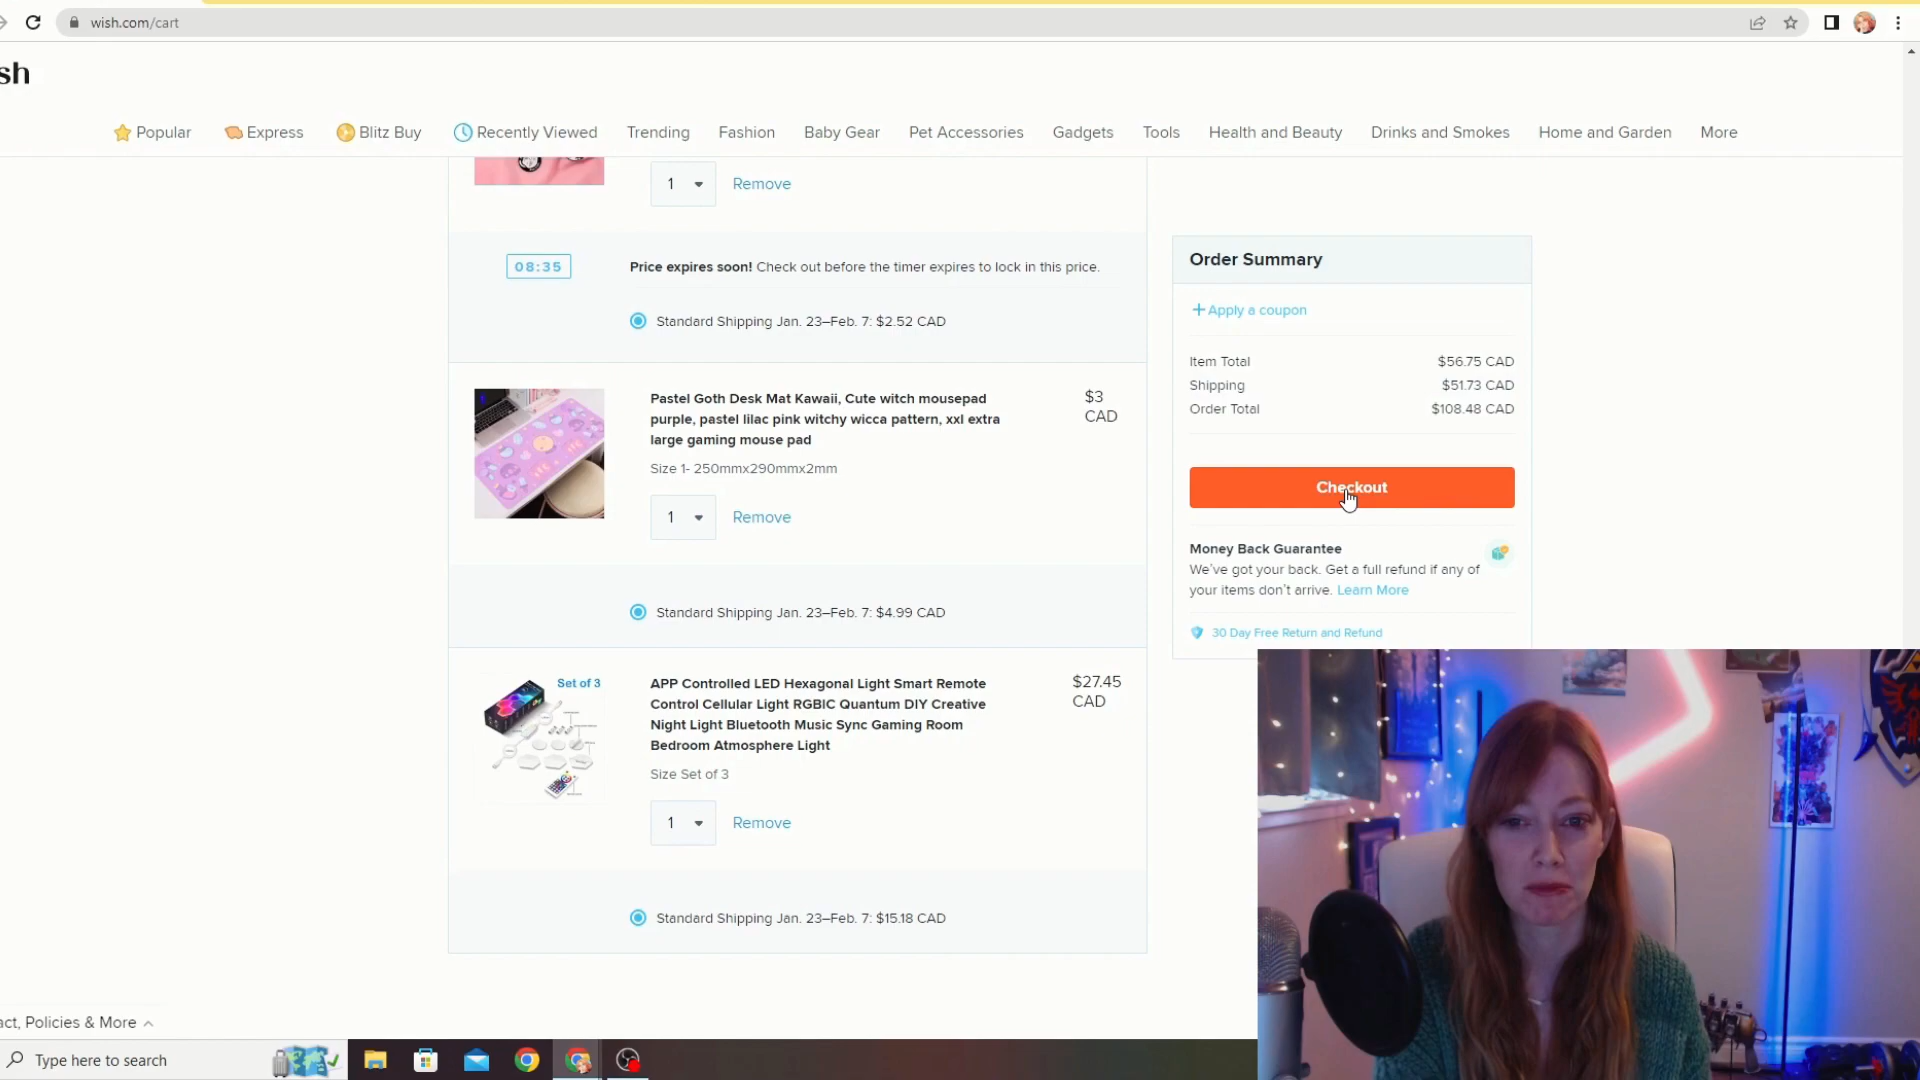 wish.com/cart
sh
Popular Express Blitz Buy Recently Viewed Trending Fashion Baby Gear Pet Accessories Gadgets Tools Health and Beauty Drinks and Smokes Home and Garden More
1 Remove
08:35 Price expires soon! Check out before the timer expires to lock in this price.
Standard Shipping Jan. 23–Feb. 7: $2.52 CAD
Pastel Goth Desk Mat Kawaii, Cute witch mousepad
purple, pastel lilac pink witchy wicca pattern, xxl extra
large gaming mouse pad
Size 1- 250mmx290mmx2mm
$3
CAD
1 Remove
Standard Shipping Jan. 23–Feb. 7: $4.99 CAD
Set of 3
APP Controlled LED Hexagonal Light Smart Remote
Control Cellular Light RGBIC Quantum DIY Creative
Night Light Bluetooth Music Sync Gaming Room
Bedroom Atmosphere Light
Size Set of 3
$27.45
CAD
1 Remove
Standard Shipping Jan. 23–Feb. 7: $15.18 CAD
Order Summary
+ Apply a coupon
Item Total $56.75 CAD
Shipping $51.73 CAD
Order Total $108.48 CAD
Checkout
Money Back Guarantee
We've got your back. Get a full refund if any of
your items don't arrive. Learn More
30 Day Free Return and Refund
act, Policies & More
Type here to search